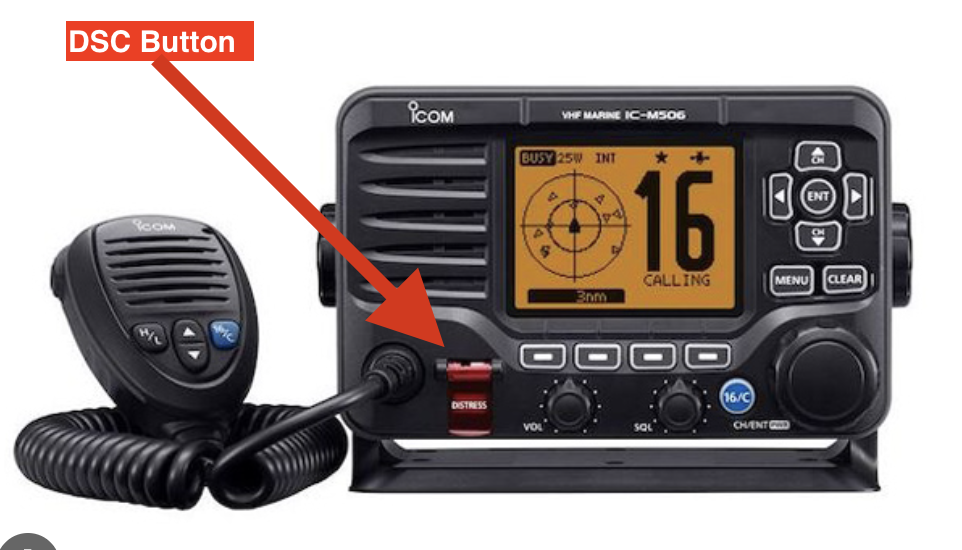 DSC Button
ICOM
VHF MARINE IC-M506
BUSY 25W INT
16
CALLING
3nm
CH
ENT
CH
MENU CLEAR
ICOM
H/L
16/C
DISTRESS
VOL
SQL
16/C
CH/ENT PWR